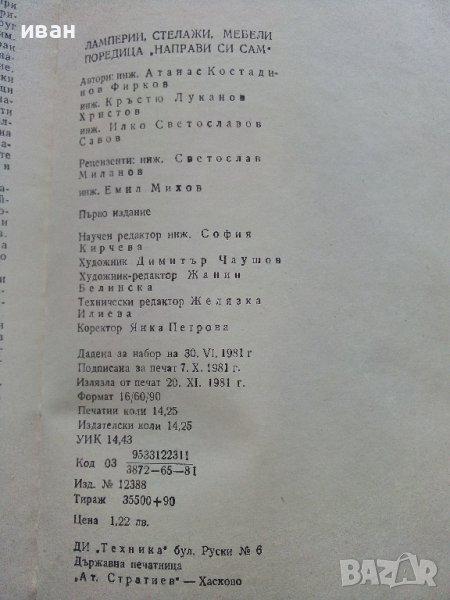 иван
ЛАМПЕРИИ, СТЕЛАЖИ, МЕБЕЛИ
ПОРЕДИЦА „НАПРАВИ СИ САМ“
Автори: инж. Атанас Костади-
нов Фирков
инж. Кръстю Луканов
Христов
инж. Илко Светославов
Савов
Рецензенти: инж. Светослав
Миланов
инж. Емил Михов
Първо издание
Научен редактор инж. София
Кирчева
Художник Димитър Чаушов
Художник-редактор Жанин
Белинска
Технически редактор Желязка
Илиева
Коректор Янка Петрова
Дадена за набор на 30. VI. 1981 г
Подписана за печат 7. X. 1981 г.
Излязла от печат 20. XI. 1981 г.
Формат 16/60/90
Печатни коли 14,25
Издателски коли 14,25
УИК 14,43
Код 03 9533122311
3872—65—81
Изд. № 12388
Тираж 35500+90
Цена 1,22 лв.
ДИ „Техника“ бул. Руски № 6
Държавна печатница
„Ат. Стратиев“ — Хасково
BAZAR